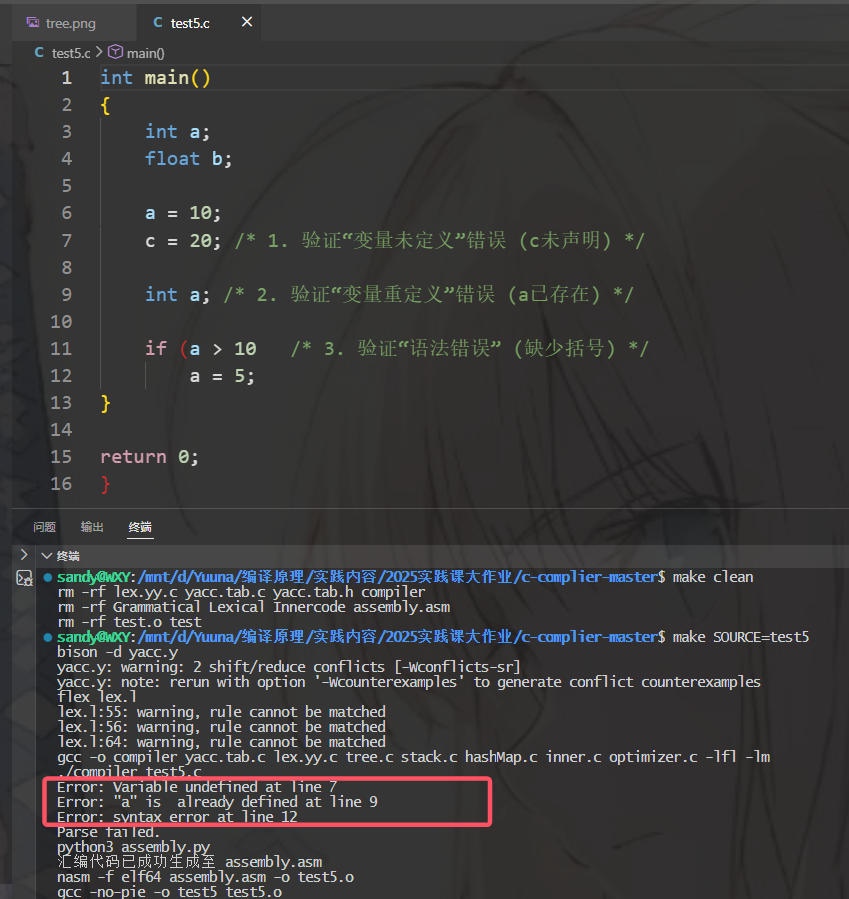 tree.png
C test5.c ×
C test5.c > main()
1 int main()
2 {
3 int a;
4 float b;
5
6 a = 10;
7 c = 20; /* 1. 验证“变量未定义”错误 (c未声明) */
8
9 int a; /* 2. 验证“变量重定义”错误 (a已存在) */
10
11 if (a > 10 /* 3. 验证“语法错误” (缺少括号) */
12 a = 5;
13 }
14
15 return 0;
16 }
问题 输出 终端
终端
sandy@WXY:/mnt/d/Yuuna/编译原理/实践内容/2025实践课大作业/c-complier-master$ make clean
rm -rf lex.yy.c yacc.tab.c yacc.tab.h compiler
rm -rf Grammatical Lexical Innercode assembly.asm
rm -rf test.o test
sandy@WXY:/mnt/d/Yuuna/编译原理/实践内容/2025实践课大作业/c-complier-master$ make SOURCE=test5
bison -d yacc.y
yacc.y: warning: 2 shift/reduce conflicts [-Wconflicts-sr]
yacc.y: note: rerun with option '-Wcounterexamples' to generate conflict counterexamples
flex lex.l
lex.l:55: warning, rule cannot be matched
lex.l:56: warning, rule cannot be matched
lex.l:64: warning, rule cannot be matched
gcc -o compiler yacc.tab.c lex.yy.c tree.c stack.c hashMap.c inner.c optimizer.c -lfl -lm
./compiler test5.c
Error: Variable undefined at line 7
Error: "a" is  already defined at line 9
Error: syntax error at line 12
Parse failed.
python3 assembly.py
汇编代码已成功生成至 assembly.asm
nasm -f elf64 assembly.asm -o test5.o
gcc -no-pie -o test5 test5.o